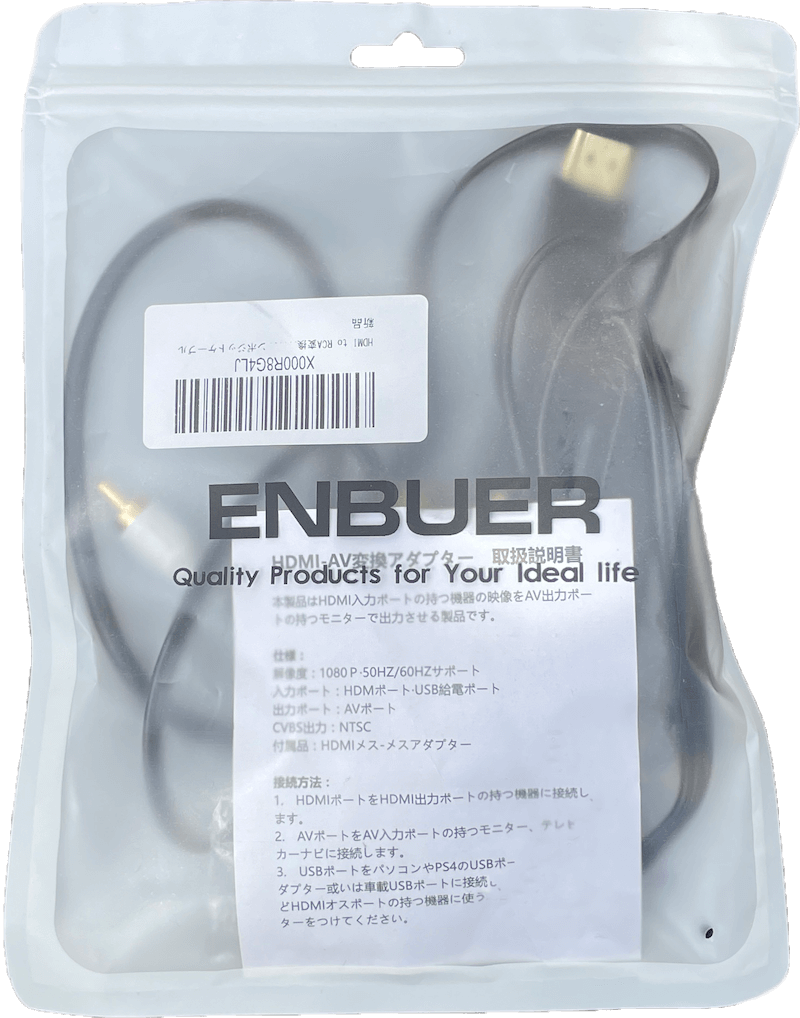 新品
HDMI to RCA変換 ..... ンポジットケーブル
X000R8G4LJ
ENBUER
HDMI-AV変換アダプター 取扱説明書
Quality Products for Your Ideal life
本製品はHDMI入力ポートの持つ機器の映像をAV出力ポー
トの持つモニターで出力させる製品です。
仕様：
解像度：1080P·50HZ/60HZサポート
入力ポート：HDMポート·USB給電ポート
出力ポート：AVポート
CVBS出力：NTSC
付属品：HDMIメス-メスアダプター
接続方法：
1. HDMIポートをHDMI出力ポートの持つ機器に接続し
ます。
2. AVポートをAV入力ポートの持つモニター、テレ
カーナビに接続します。
3. USBポートをパソコンやPS4のUSBポー
ダプター或いは車載USBポートに接続し
どHDMIオスポートの持つ機器に使う
ターをつけてください。